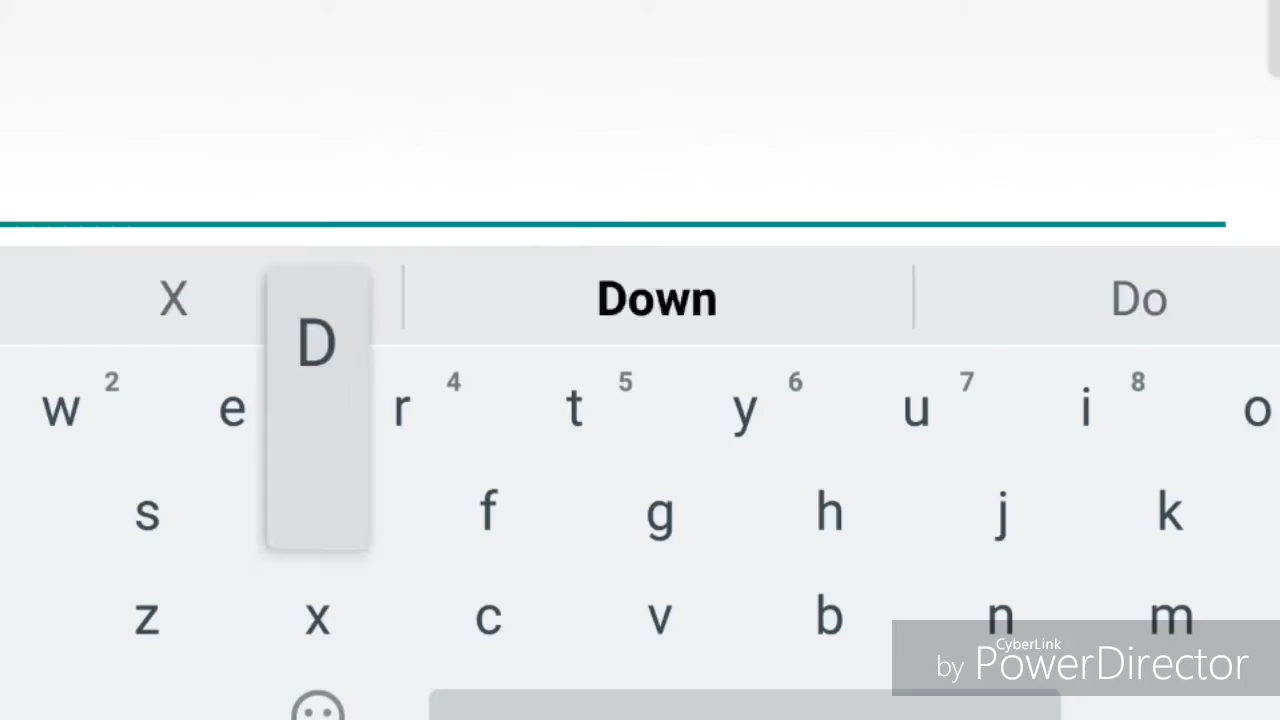 X Down Do
D
w 2 e r 4 t 5 y 6 u 7 i 8 o
s f g h j k
z x c v b n m
CyberLink
by PowerDirector